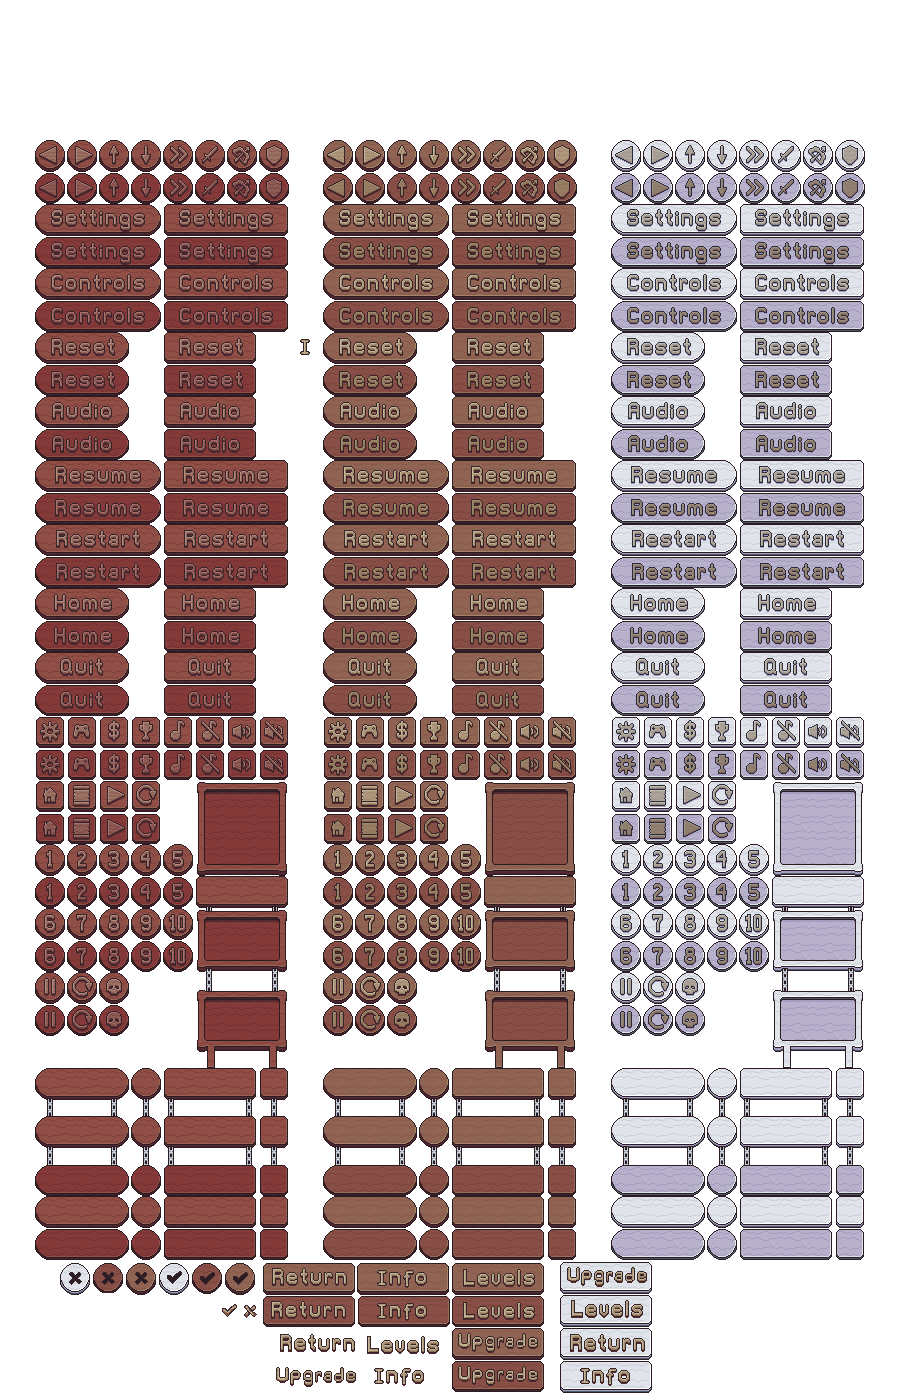 Settings Settings Settings Settings Settings Settings
Settings Settings Settings Settings Settings Settings
Controls Controls Controls Controls Controls Controls
Controls Controls Controls Controls Controls Controls
Reset Reset I Reset Reset Reset Reset
Reset Reset Reset Reset Reset Reset
Audio Audio Audio Audio Audio Audio
Audio Audio Audio Audio Audio Audio
Resume Resume Resume Resume Resume Resume
Resume Resume Resume Resume Resume Resume
Restart Restart Restart Restart Restart Restart
Restart Restart Restart Restart Restart Restart
Home Home Home Home Home Home
Home Home Home Home Home Home
Quit Quit Quit Quit Quit Quit
Quit Quit Quit Quit Quit Quit
$ $ $
$ $ $
1 2 3 4 5 1 2 3 4 5 1 2 3 4 5
1 2 3 4 5 1 2 3 4 5 1 2 3 4 5
6 7 8 9 10 6 7 8 9 10 6 7 8 9 10
6 7 8 9 10 6 7 8 9 10 6 7 8 9 10
Return Info Levels Upgrade
Return Info Levels Levels
Return Levels Upgrade Return
Upgrade Info Upgrade Info